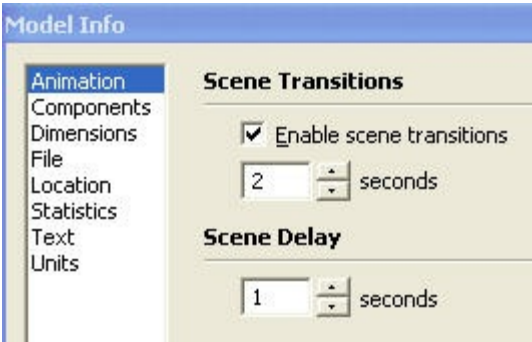 Model Info
Animation
Components
Dimensions
File
Location
Statistics
Text
Units
Scene Transitions
Enable scene transitions
2 seconds
Scene Delay
1 seconds